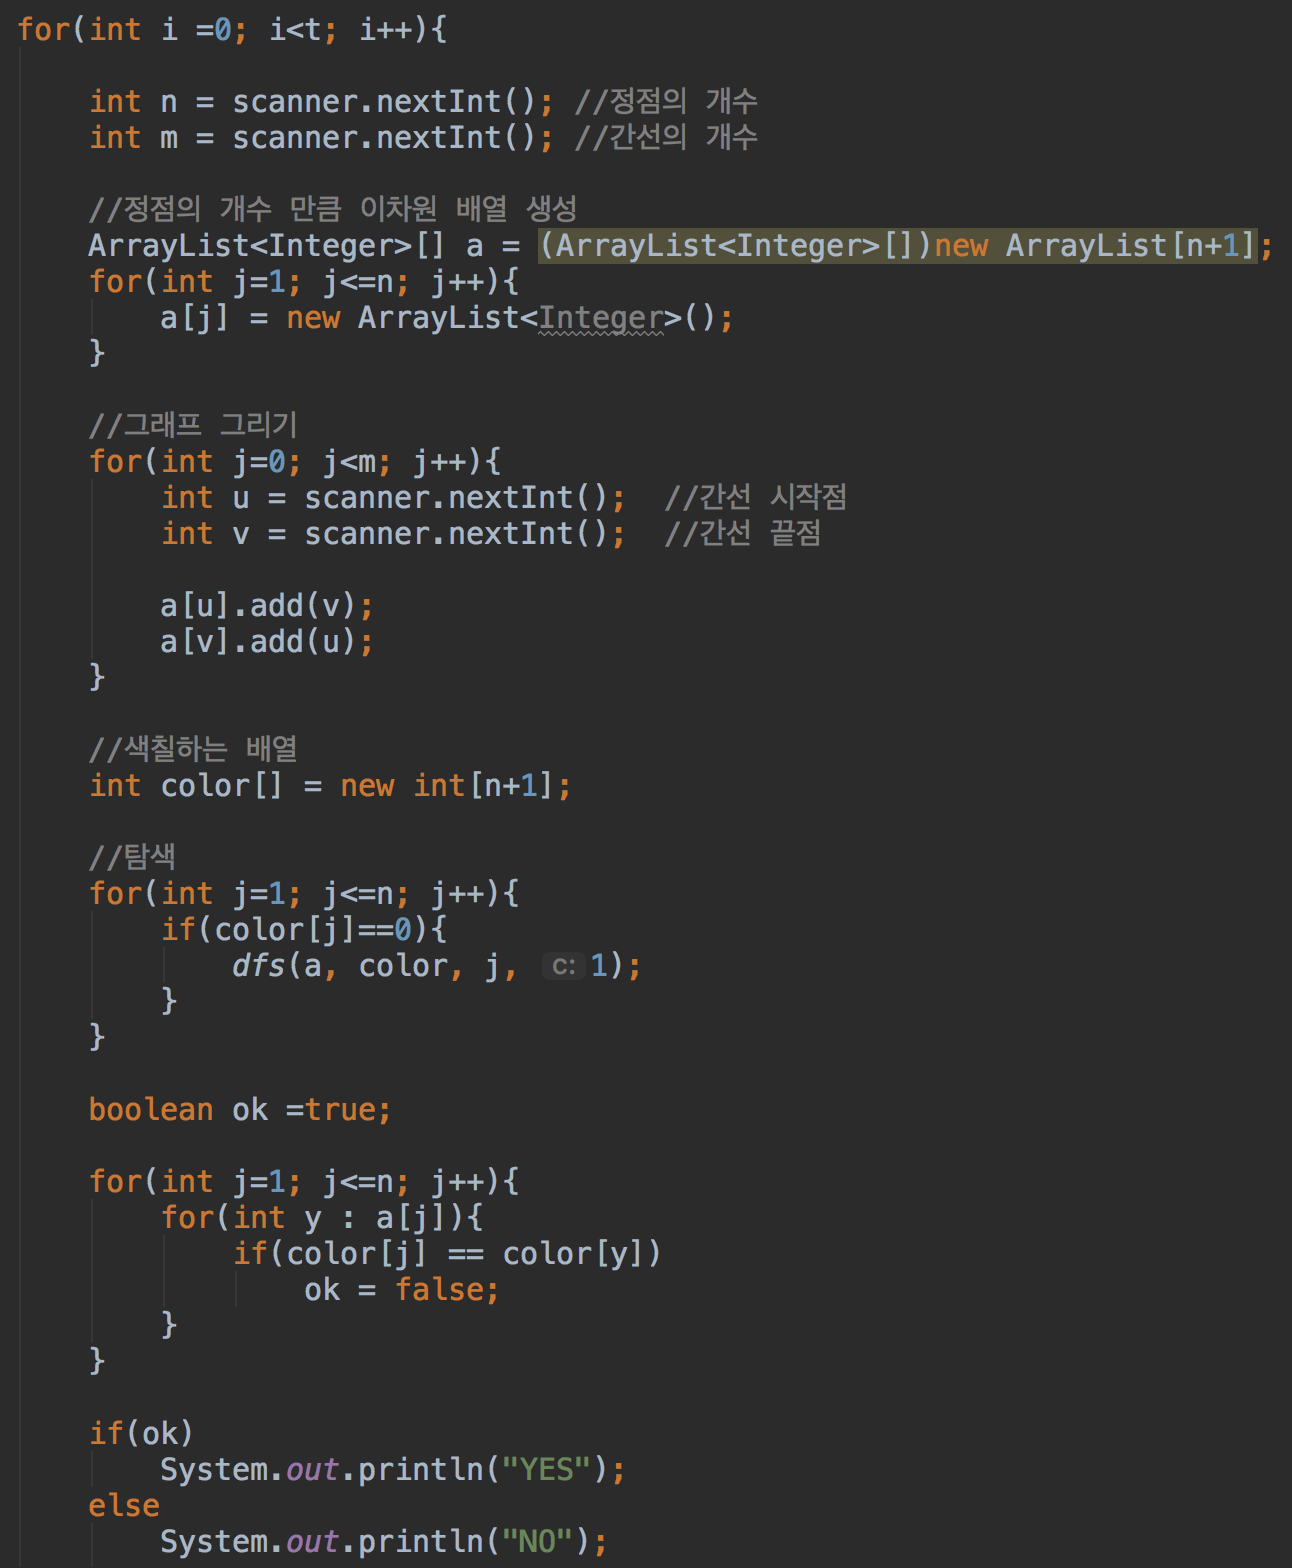 for(int i =0; i<t; i++){
int n = scanner.nextInt(); //정점의 개수
int m = scanner.nextInt(); //간선의 개수
//정점의 개수 만큼 이차원 배열 생성
ArrayList<Integer>[] a = (ArrayList<Integer>[])new ArrayList[n+1];
for(int j=1; j<=n; j++){
a[j] = new ArrayList<Integer>();
}
//그래프 그리기
for(int j=0; j<m; j++){
int u = scanner.nextInt();  //간선 시작점
int v = scanner.nextInt();  //간선 끝점
a[u].add(v);
a[v].add(u);
}
//색칠하는 배열
int color[] = new int[n+1];
//탐색
for(int j=1; j<=n; j++){
if(color[j]==0){
dfs(a, color, j, c: 1);
}
}
boolean ok =true;
for(int j=1; j<=n; j++){
for(int y : a[j]){
if(color[j] == color[y])
ok = false;
}
}
if(ok)
System.out.println("YES");
else
System.out.println("NO");